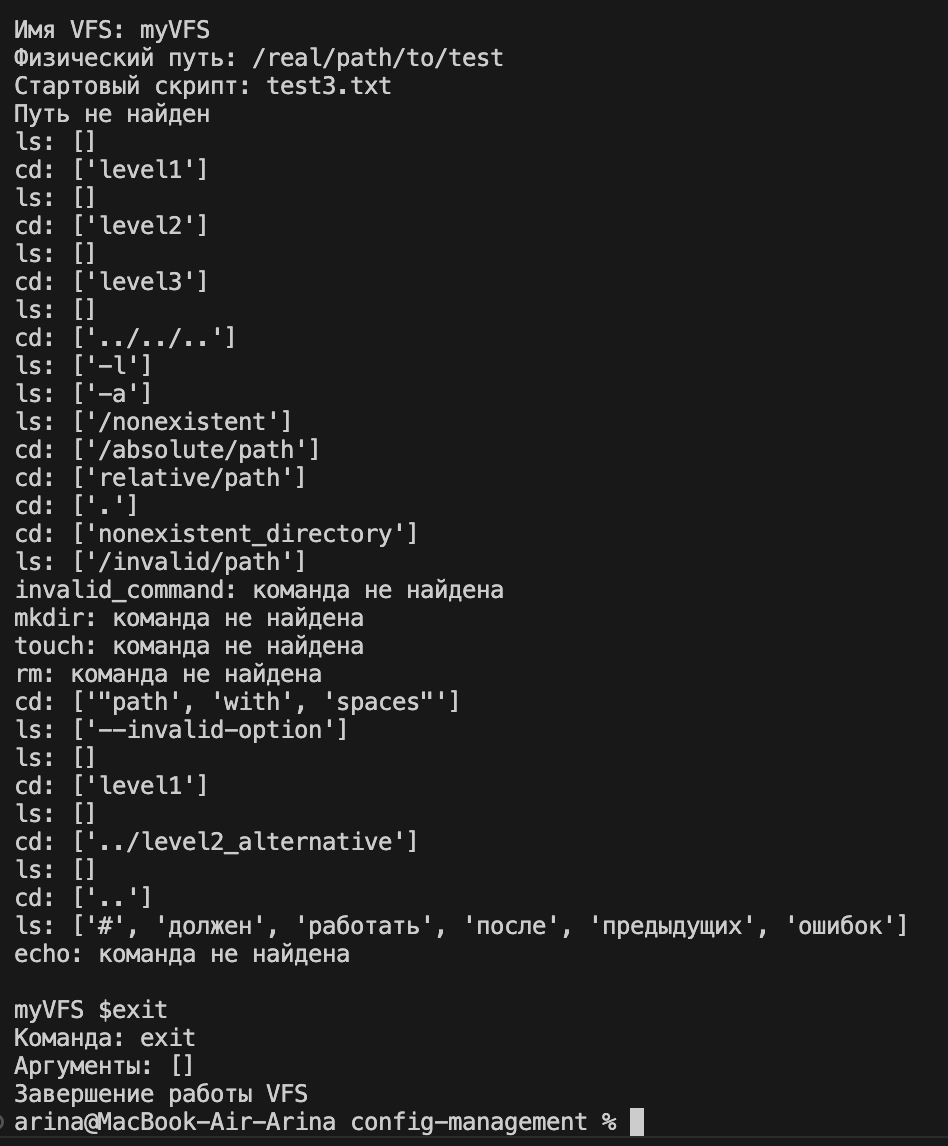 Имя VFS: myVFS
Физический путь: /real/path/to/test
Стартовый скрипт: test3.txt
Путь не найден
ls: []
cd: ['level1']
ls: []
cd: ['level2']
ls: []
cd: ['level3']
ls: []
cd: ['../../..']
ls: ['-l']
ls: ['-a']
ls: ['/nonexistent']
cd: ['/absolute/path']
cd: ['relative/path']
cd: ['.']
cd: ['nonexistent_directory']
ls: ['/invalid/path']
invalid_command: команда не найдена
mkdir: команда не найдена
touch: команда не найдена
rm: команда не найдена
cd: ['"path', 'with', 'spaces"']
ls: ['--invalid-option']
ls: []
cd: ['level1']
ls: []
cd: ['../level2_alternative']
ls: []
cd: ['..']
ls: ['#', 'должен', 'работать', 'после', 'предыдущих', 'ошибок']
echo: команда не найдена
myVFS $exit
Команда: exit
Аргументы: []
Завершение работы VFS
arina@MacBook-Air-Arina config-management %